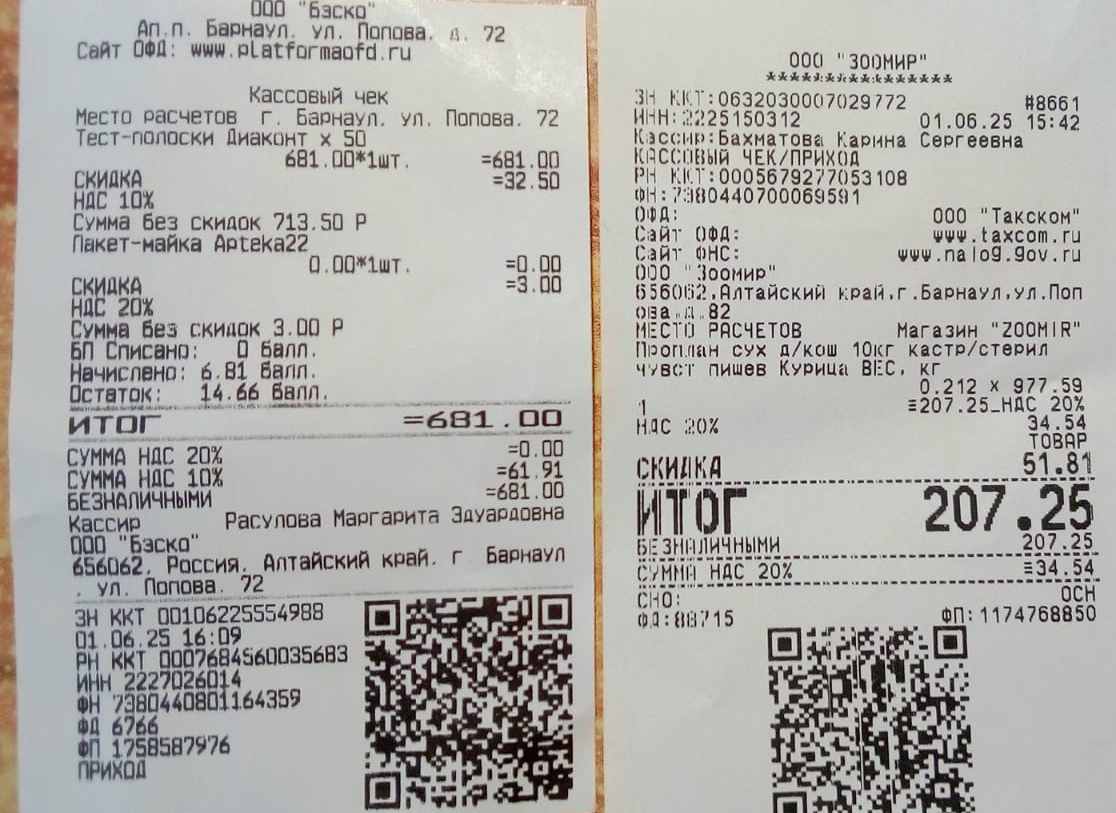 ООО "Бэско"
Ап.п. Барнаул. ул. Попова. д. 72
Сайт ОФД: www.platformaofd.ru
Кассовый чек
Место расчетов г. Барнаул. ул. Попова. 72
Тест-полоски Диаконт x 50
681.00*1шт. =681.00
СКИДКА =32.50
НДС 10%
Сумма без скидок 713.50 Р
Пакет-майка Apteka22
0.00*1шт. =0.00
СКИДКА =3.00
НДС 20%
Сумма без скидок 3.00 Р
БП Списано: 0 балл.
Начислено: 6.81 балл.
Остаток: 14.66 балл.
ИТОГ =681.00
СУММА НДС 20% =0.00
СУММА НДС 10% =61.91
БЕЗНАЛИЧНЫМИ =681.00
Кассир Расулова Маргарита Эдуардовна
ООО "Бэско"
656062, Россия, Алтайский край. г Барнаул
. ул. Попова. 72
ЗН ККТ 00106225554988
01.06.25 16:09
РН ККТ 0007684560035683
ИНН 2227026014
ФН 7380440801164359
ФД 6766
ФП 1758587976
ПРИХОД
ООО "ЗООМИР"
******************
ЗН ККТ:0632030007029772 #8661
ИНН:2225150312 01.06.25 15:42
Кассир:Бахматова Карина Сергеевна
КАССОВЫЙ ЧЕК/ПРИХОД
РН ККТ:0005679277053108
ФН:7380440700069591
ОФД: ООО "Такском"
Сайт ОФД: www.taxcom.ru
Сайт ФНС: www.nalog.gov.ru
ООО "Зоомир"
656062,Алтайский край,г.Барнаул,ул.Поп
ова,д.82
МЕСТО РАСЧЕТОВ Магазин "ZOOMIR"
Проплан сух д/кош 10кг кастр/стерил
чувст пищев Курица ВЕС, кг
0.212 x 977.59
1 ≡207.25_НДС 20%
НДС 20% 34.54
ТОВАР
СКИДКА 51.81
ИТОГ 207.25
БЕЗНАЛИЧНЫМИ 207.25
СУММА НДС 20% ≡34.54
СНО: ОСН
ФД:88715 ФП:1174768850